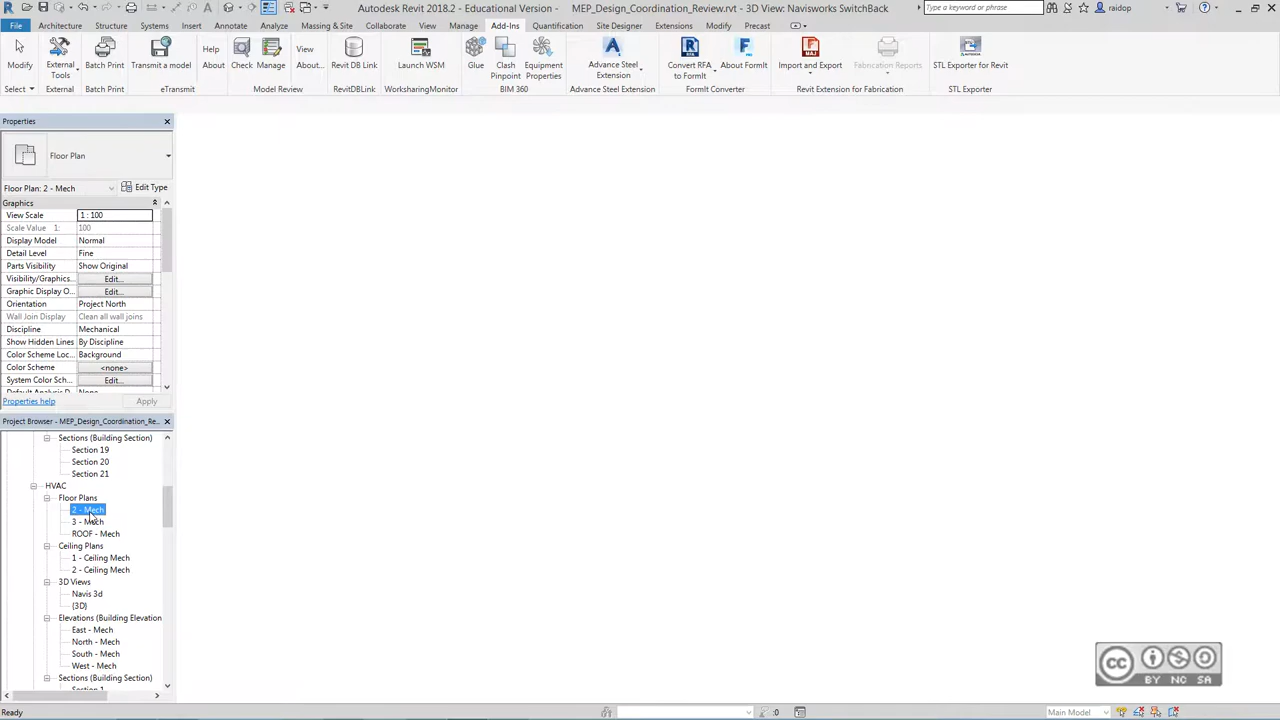 Autodesk Revit 2018.2 - Educational Version - MEP_Design_Coordination_Review.rvt - 3D View: Navisworks SwitchBack
Type a keyword or phrase
raidop
File Architecture Structure Systems Insert Annotate Analyze Massing & Site Collaborate View Manage Add-Ins Quantification Site Designer Extensions Modify Precast
Modify
External Tools
Batch Print
Transmit a model
Help
About
Check
Manage
View
About...
Revit DB Link
Launch WSM
Glue
Clash Pinpoint
Equipment Properties
Advance Steel Extension
Convert RFA to FormIt
About FormIt
Import and Export
Fabrication Reports
STL Exporter for Revit
Select External Batch Print eTransmit Model Review RevitDBLink WorksharingMonitor BIM 360 Advance Steel Extension FormIt Converter Revit Extension for Fabrication STL Exporter
Properties
Floor Plan
Floor Plan: 2 - Mech Edit Type
Graphics
View Scale 1 : 100
Scale Value 1: 100
Display Model Normal
Detail Level Fine
Parts Visibility Show Original
Visibility/Graphics... Edit...
Graphic Display O... Edit...
Orientation Project North
Wall Join Display Clean all wall joins
Discipline Mechanical
Show Hidden Lines By Discipline
Color Scheme Loc... Background
Color Scheme <none>
System Color Sch... Edit...
Properties help Apply
Project Browser - MEP_Design_Coordination_Re...
Sections (Building Section)
Section 19
Section 20
Section 21
HVAC
Floor Plans
2 - Mech
3 - Mech
ROOF - Mech
Ceiling Plans
1 - Ceiling Mech
2 - Ceiling Mech
3D Views
Navis 3d
{3D}
Elevations (Building Elevation
East - Mech
North - Mech
South - Mech
West - Mech
Sections (Building Section)
cc
BY NC SA
Ready :0 Main Model